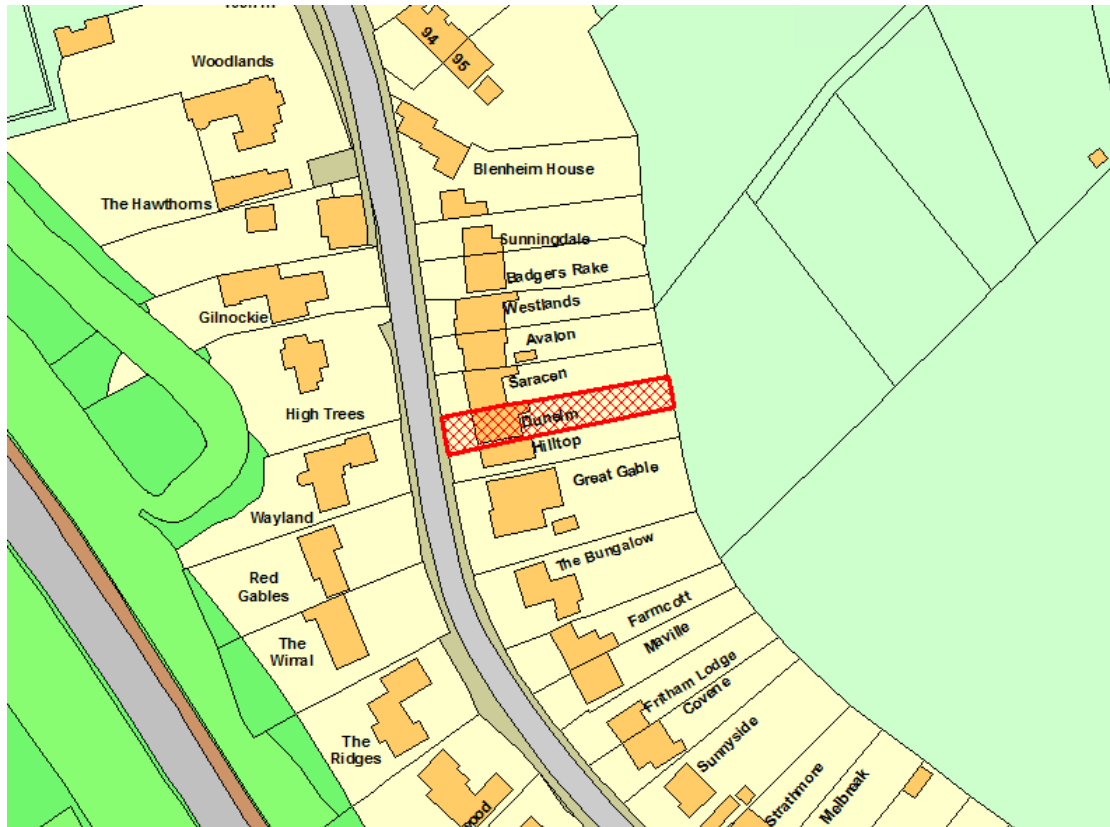 94
95
Woodlands
Blenheim House
The Hawthorns
Sunningdale
Badgers Rake
Westlands
Gilnockie
Avalon
Saracen
High Trees
Dunelm
Hilltop
Great Gable
Wayland
The Bungalow
Red
Gables
Farmcott
Maville
The
Wirral
Fritham Lodge
Covene
Sunnyside
The
Ridges
Strathmore
Melbreak